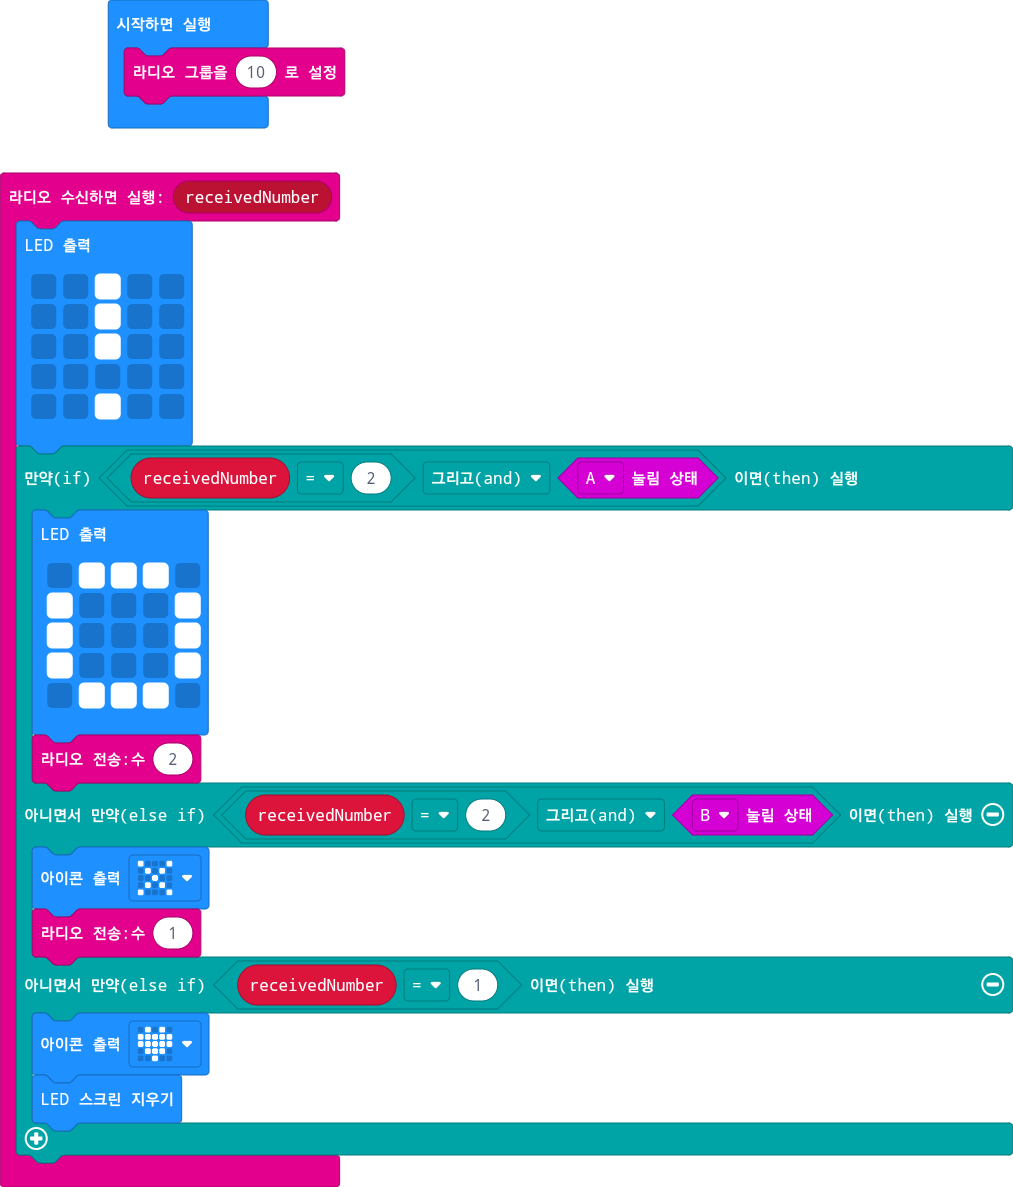 시작하면 실행
라디오 그룹을 10 로 설정
라디오 수신하면 실행: receivedNumber
LED 출력
만약(if) receivedNumber = 2 그리고(and) A 눌림 상태 이면(then) 실행
LED 출력
라디오 전송:수 2
아니면서 만약(else if) receivedNumber = 2 그리고(and) B 눌림 상태 이면(then) 실행
아이콘 출력
라디오 전송:수 1
아니면서 만약(else if) receivedNumber = 1 이면(then) 실행
아이콘 출력
LED 스크린 지우기